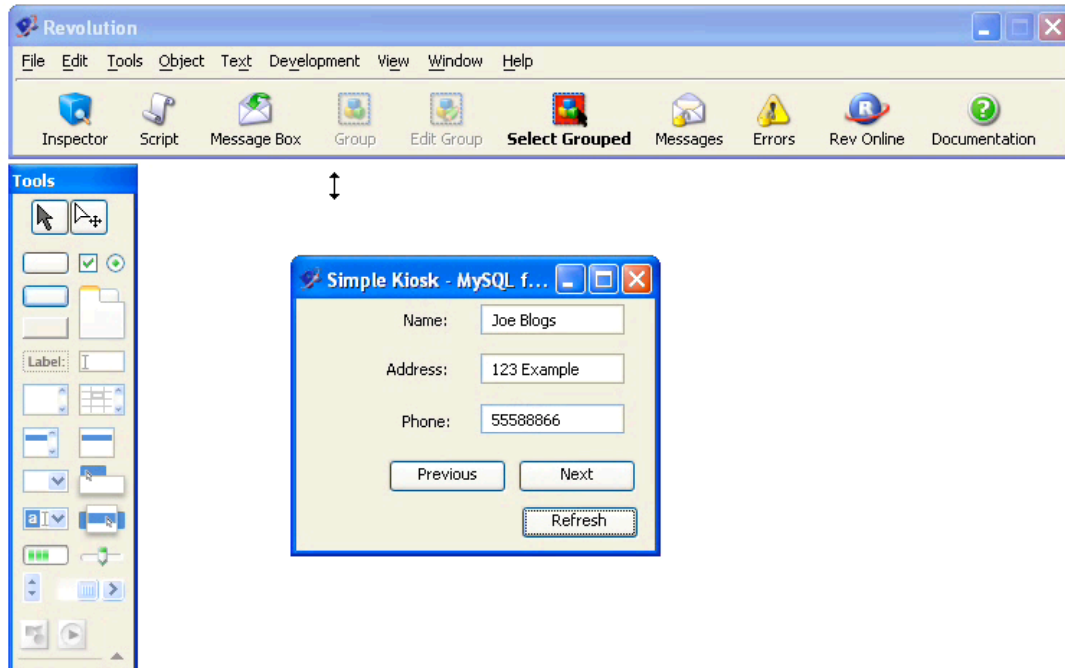 Revolution
File Edit Tools Object Text Development View Window Help
Inspector Script Message Box Group Edit Group Select Grouped Messages Errors Rev Online Documentation
Tools
Label:
a
Simple Kiosk - MySQL f...
Name: Joe Blogs
Address: 123 Example
Phone: 55588866
Previous Next
Refresh